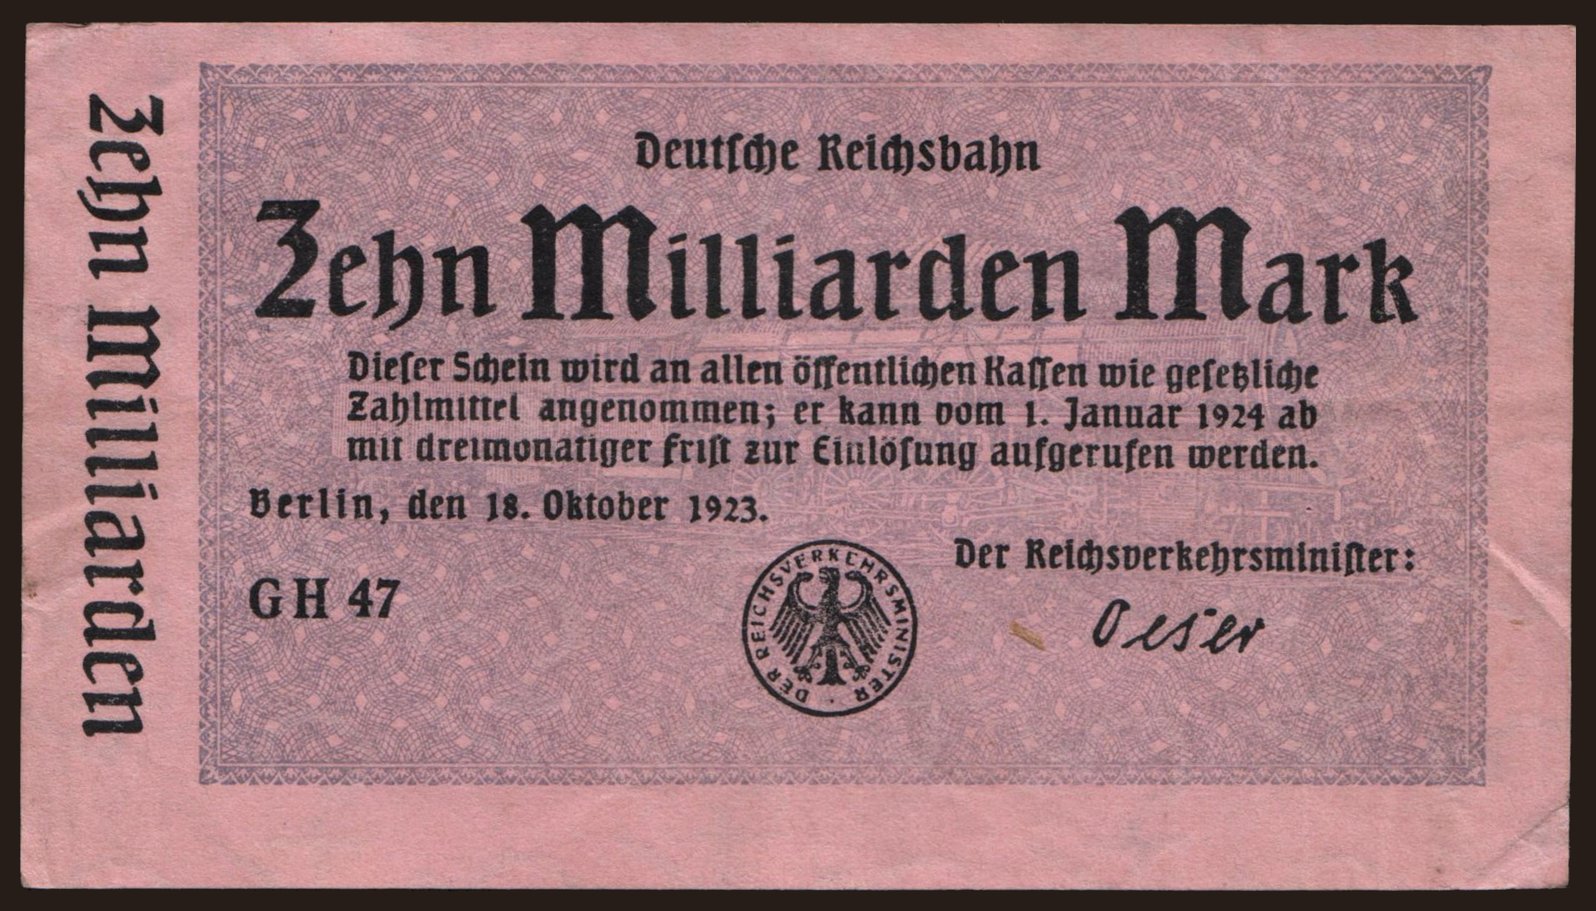 Zehn Milliarden
Deutſche Reichsbahn
Zehn Milliarden Mark
Dieſer Schein wird an allen öffentlichen Kaſſen wie geſetzliche
Zahlmittel angenommen; er kann vom 1. Januar 1924 ab
mit dreimonatiger Friſt zur Einlöſung aufgerufen werden.
Berlin, den 18. Oktober 1923.
Der Reichsverkehrsminiſter:
GH 47
DER REICHSVERKEHRSMINISTER
Oeser